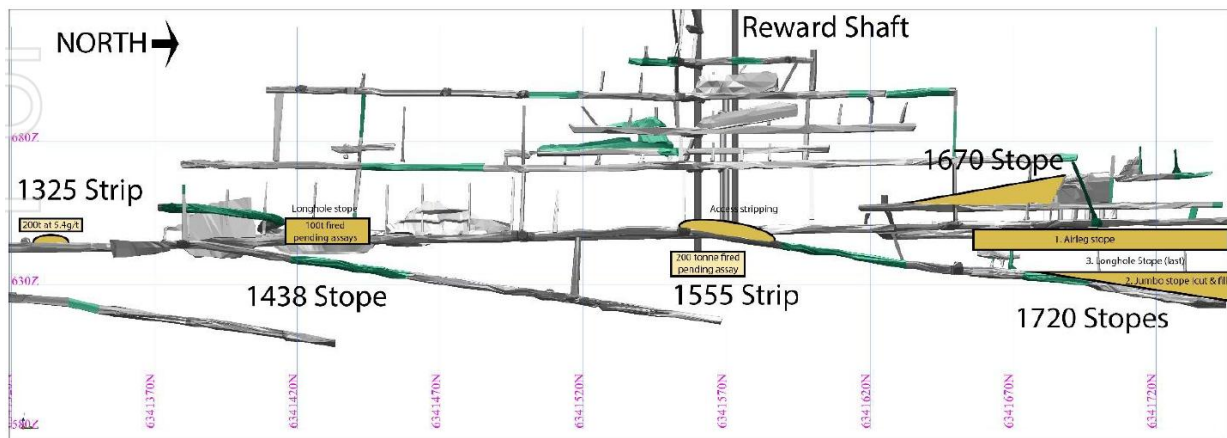 NORTH
Reward Shaft
680Z
1670 Stope
1325 Strip
200t at 5.4g/t
Longhole stope
100t fired
pending assays
Access stripping
1. Airleg stope
3. Longhole Stope (last)
2. Jumbo stope (cut & fill
200 tonne fired
pending assay
630Z
1438 Stope
1555 Strip
1720 Stopes
580Z
6341370N
6341420N
6341470N
6341520N
6341570N
6341620N
6341670N
6341720N